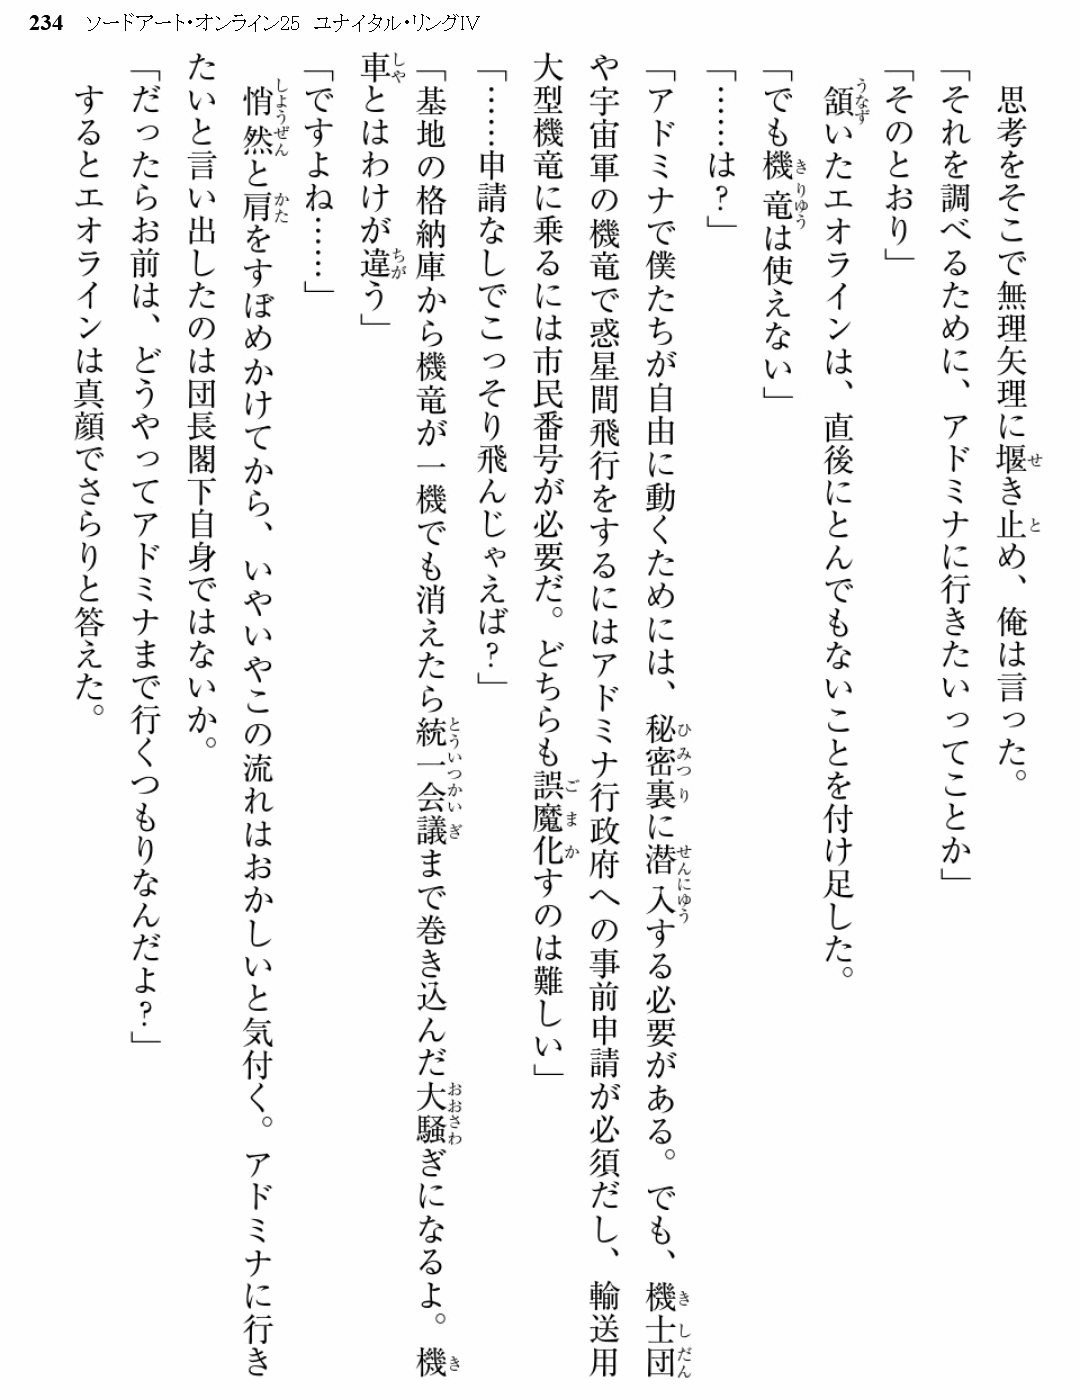 234 ソードアート・オンライン25 ユナイタル・リングIV
思考をそこで無理矢理に堰き止め、俺は言った。
「それを調べるために、アドミナに行きたいってことか」
「そのとおり」
頷いたエオラインは、直後にとんでもないことを付け足した。
「でも機竜は使えない」
「……は?」
「アドミナで僕たちが自由に動くためには、秘密裏に潜入する必要がある。でも、機士団
や宇宙軍の機竜で惑星間飛行をするにはアドミナ行政府への事前申請が必須だし、輸送用
大型機竜に乗るには市民番号が必要だ。どちらも誤魔化すのは難しい」
「……申請なしでこっそり飛んじゃえば?」
「基地の格納庫から機竜が一機でも消えたら統一会議まで巻き込んだ大騒ぎになるよ。機
車とはわけが違う」
「ですよね……」
悄然と肩をすぼめかけてから、いやいやこの流れはおかしいと気付く。アドミナに行き
たいと言い出したのは団長閣下自身ではないか。
「だったらお前は、どうやってアドミナまで行くつもりなんだよ?」
するとエオラインは真顔でさらりと答えた。